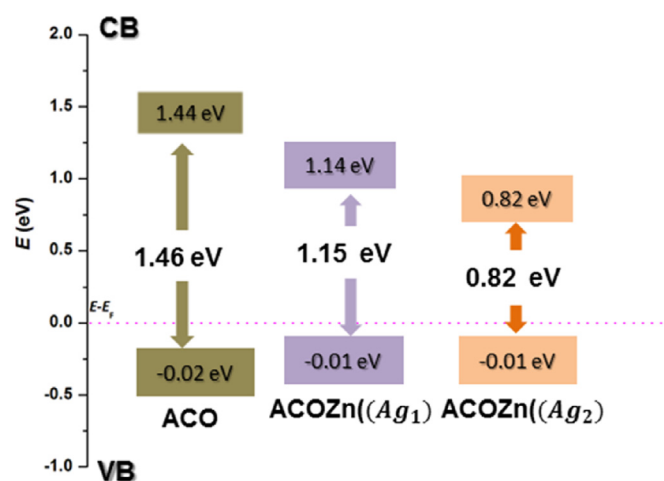 CB
2.0
1.5
1.0
0.5
0.0
-0.5
-1.0
E (eV)
VB
E-E_F
1.44 eV
1.46 eV
-0.02 eV
ACO
1.14 eV
1.15 eV
-0.01 eV
ACOZn((Ag₁)
0.82 eV
0.82 eV
-0.01 eV
ACOZn((Ag₂)